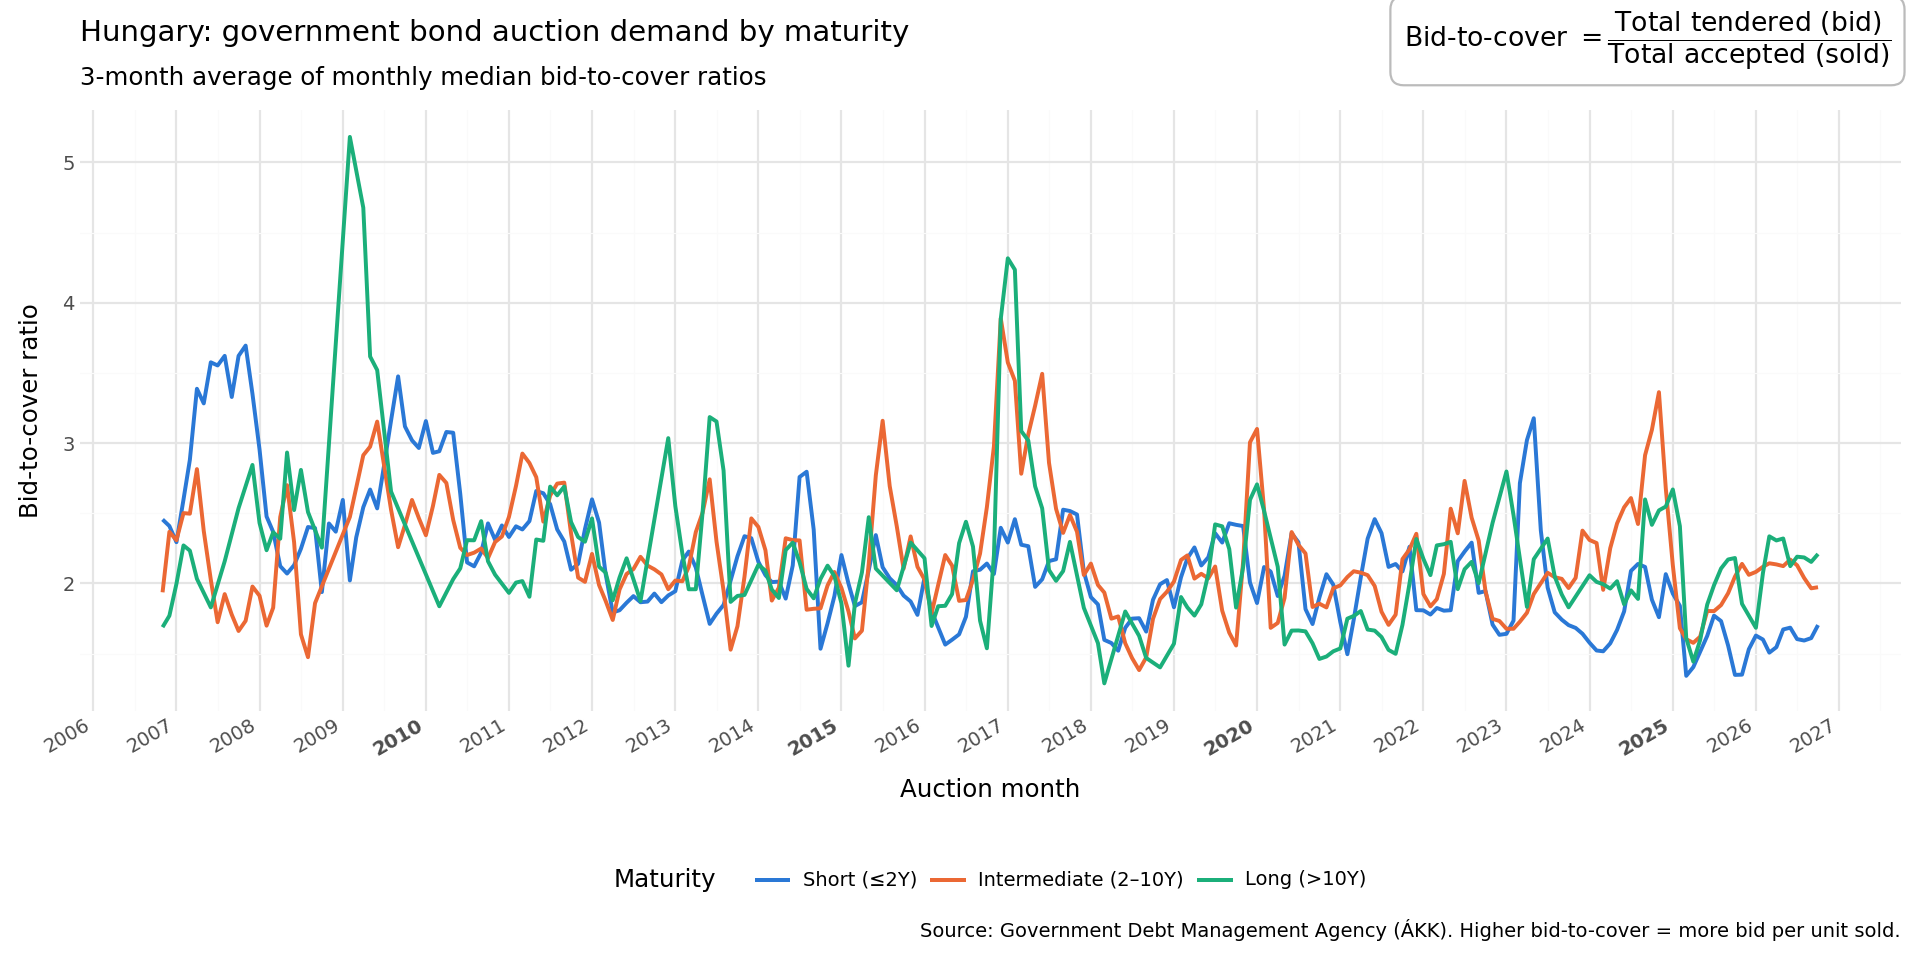 Hungary: government bond auction demand by maturity
3-month average of monthly median bid-to-cover ratios
Bid-to-cover = Total tendered (bid)
Total accepted (sold)
Bid-to-cover ratio
5
4
3
2
2006 2007 2008 2009 2010 2011 2012 2013 2014 2015 2016 2017 2018 2019 2020 2021 2022 2023 2024 2025 2026 2027
Auction month
Maturity Short (≤2Y) Intermediate (2–10Y) Long (>10Y)
Source: Government Debt Management Agency (ÁKK). Higher bid-to-cover = more bid per unit sold.